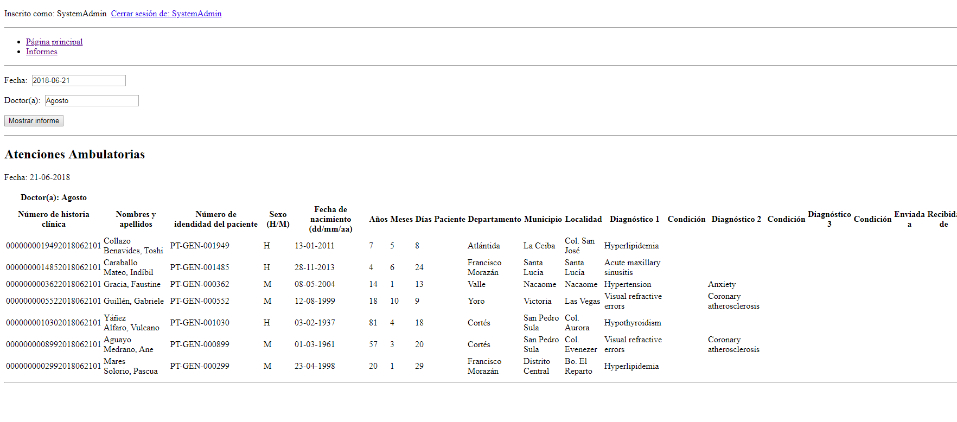 Inscrito como: SystemAdmin Cerrar sesión de: SystemAdmin
Página principal
Informes
Fecha: 2018-06-21
Doctor(a): Agosto
Mostrar informe
Atenciones Ambulatorias
Fecha: 21-06-2018
Doctor(a): Agosto
Número de historia clínica Nombres y apellidos Número de idendidad del paciente Sexo (H/M) Fecha de nacimiento (dd/mm/aa) Años Meses Días Paciente Departamento Municipio Localidad Diagnóstico 1 Condición Diagnóstico 2 Condición Diagnóstico 3 Condición Enviada a Recibida de
0000000019492018062101 Collazo Benavides, Toshi PT-GEN-001949 H 13-01-2011 7 5 8 Atlántida La Ceiba Col. San José Hyperlipidemia
0000000014852018062101 Caraballo Mateo, Indíbil PT-GEN-001485 H 28-11-2013 4 6 24 Francisco Morazán Santa Lucía Santa Lucía Acute maxillary sinusitis
0000000003622018062101 Gracia, Faustine PT-GEN-000362 M 08-05-2004 14 1 13 Valle Nacaome Nacaome Hypertension Anxiety
0000000005522018062101 Guillén, Gabriele PT-GEN-000552 M 12-08-1999 18 10 9 Yoro Victoria Las Vegas Visual refractive errors Coronary atherosclerosis
0000000010302018062101 Yáñez Alfaro, Vulcano PT-GEN-001030 H 03-02-1937 81 4 18 Cortés San Pedro Sula Col. Aurora Hypothyroidism
0000000008992018062101 Aguayo Medrano, Ane PT-GEN-000899 M 01-03-1961 57 3 20 Cortés San Pedro Sula Col. Evenezer Visual refractive errors Coronary atherosclerosis
0000000002992018062101 Mares Solorio, Pascua PT-GEN-000299 M 23-04-1998 20 1 29 Francisco Morazán Distrito Central Bo. El Reparto Hyperlipidemia